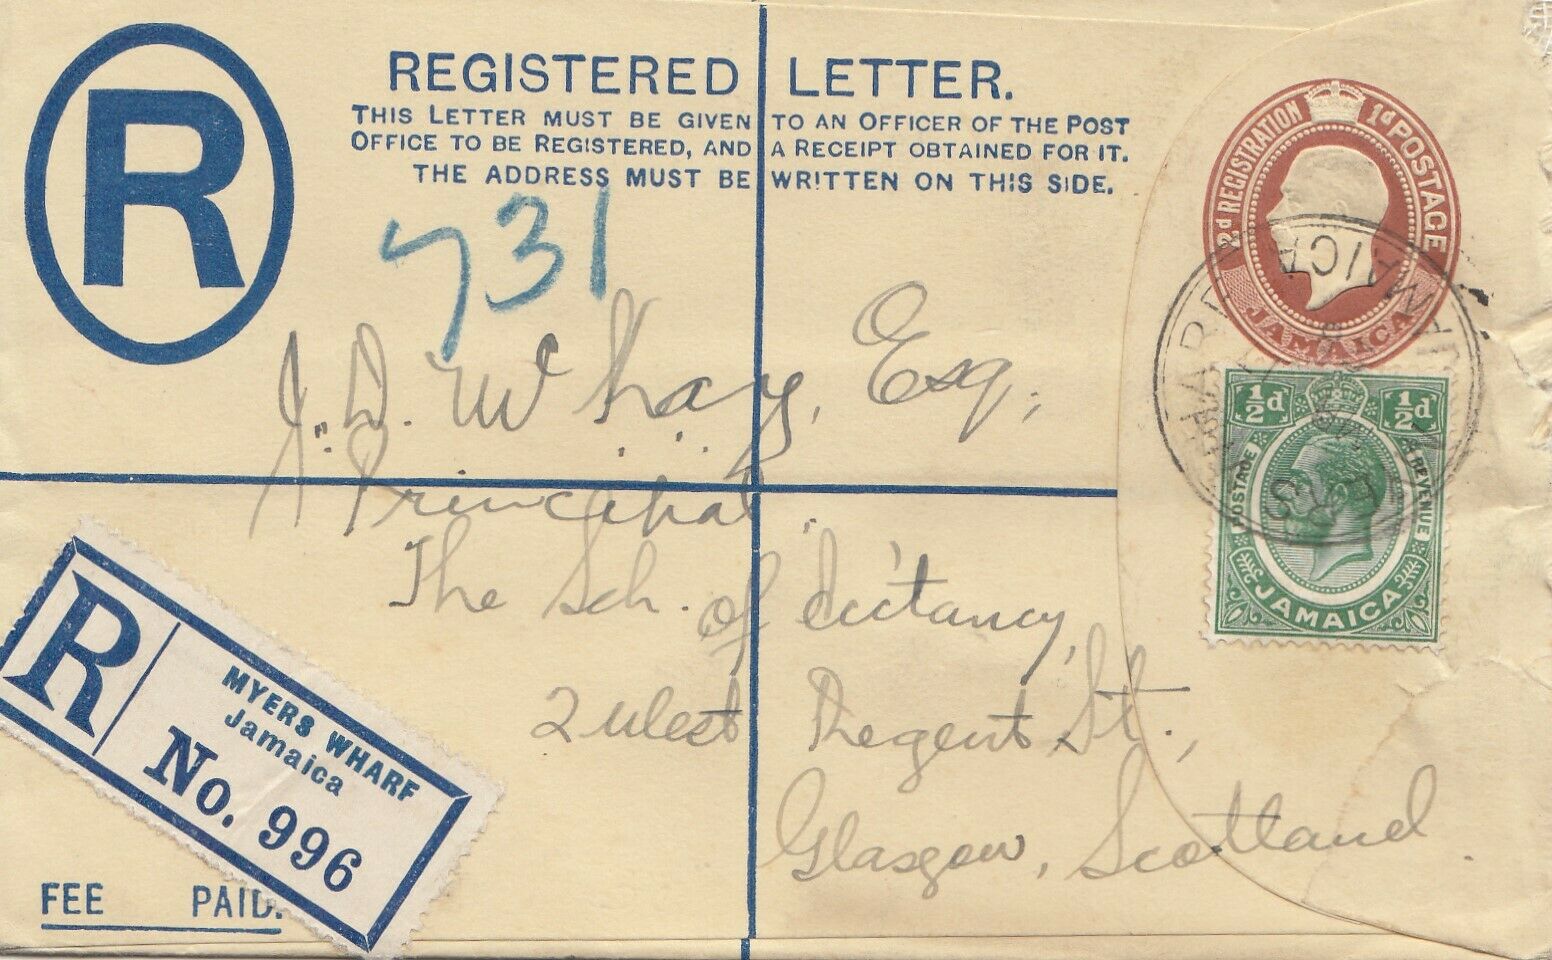 R
REGISTERED LETTER.
THIS LETTER MUST BE GIVEN TO AN OFFICER OF THE POST
OFFICE TO BE REGISTERED, AND A RECEIPT OBTAINED FOR IT.
THE ADDRESS MUST BE WRITTEN ON THIS SIDE.
2d REGISTRATION 1d POSTAGE
JAMAICA
731
JAMAICA
½d ½d
POSTAGE & REVENUE
JAMAICA
Esq,
Principal,
The Sch. of
2 West Regent St.,
Glasgow, Scotland.
R
MYERS WHARF
Jamaica
No. 996
FEE PAID.